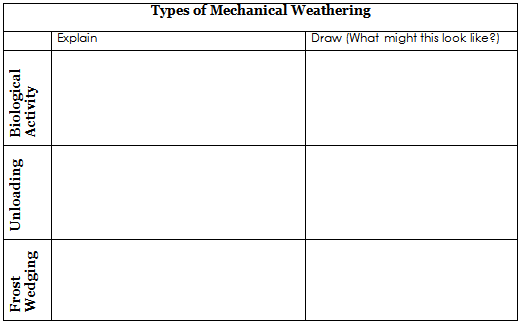 Types of Mechanical Weathering
Explain
Draw (What might this look like?)
Biological
Activity
Unloading
Frost
Wedging